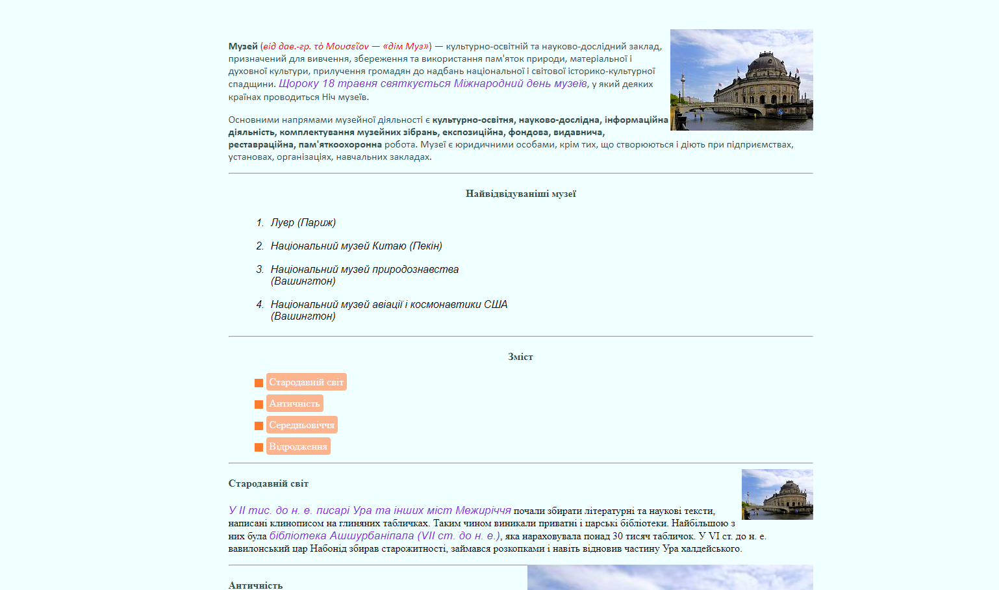 Музей (від дав.-гр. τὸ Μουσεῖον — «дім Муз») — культурно-освітній та науково-дослідний заклад,
призначений для вивчення, збереження та використання пам'яток природи, матеріальної і
духовної культури, прилучення громадян до надбань національної і світової історико-культурної
спадщини. Щороку 18 травня святкується Міжнародний день музеїв, у який деяких
країнах проводиться Ніч музеїв.
Основними напрямами музейної діяльності є культурно-освітня, науково-дослідна, інформаційна
діяльність, комплектування музейних зібрань, експозиційна, фондова, видавнича,
реставраційна, пам'яткоохоронна робота. Музеї є юридичними особами, крім тих, що створюються і діють при підприємствах,
установах, організаціях, навчальних закладах.
Найвідвідуваніші музеї
1. Лувр (Париж)
2. Національний музей Китаю (Пекін)
3. Національний музей природознавства
(Вашингтон)
4. Національний музей авіації і космонавтики США
(Вашингтон)
Зміст
Стародавній світ
Античність
Середньовіччя
Відродження
Стародавній світ
У II тис. до н. е. писарі Ура та інших міст Межиріччя почали збирати літературні та наукові тексти,
написані клинописом на глиняних табличках. Таким чином виникали приватні і царські бібліотеки. Найбільшою з
них була бібліотека Ашшурбаніпала (VII ст. до н. е.), яка нараховувала понад 30 тисяч табличок. У VI ст. до н. е.
вавилонський цар Набонід збирав старожитності, займався розкопками і навіть відновив частину Ура халдейського.
Античність